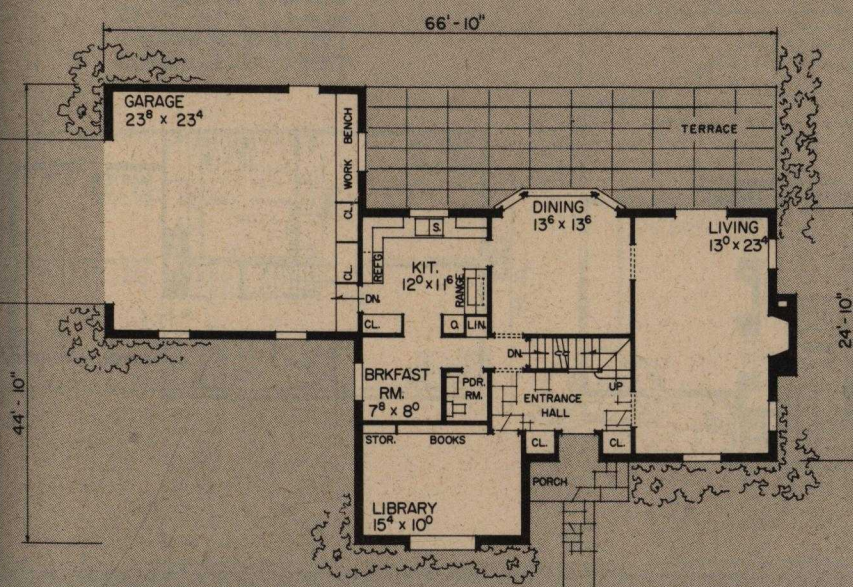 66'-10"
GARAGE
23⁸ x 23⁴
WORK BENCH
CL.
CL.
TERRACE
DINING
13⁶ x 13⁶
LIVING
13⁰ x 23⁴
S.
REF'G
KIT.
12⁰ x 11⁶
RANGE
DN.
CL.
O.
LIN.
DN.
UP
BRKFAST
RM.
7⁸ x 8⁰
PDR.
RM.
ENTRANCE
HALL
CL.
CL.
STOR.
BOOKS
PORCH
LIBRARY
15⁴ x 10⁰
44'-10"
24'-10"